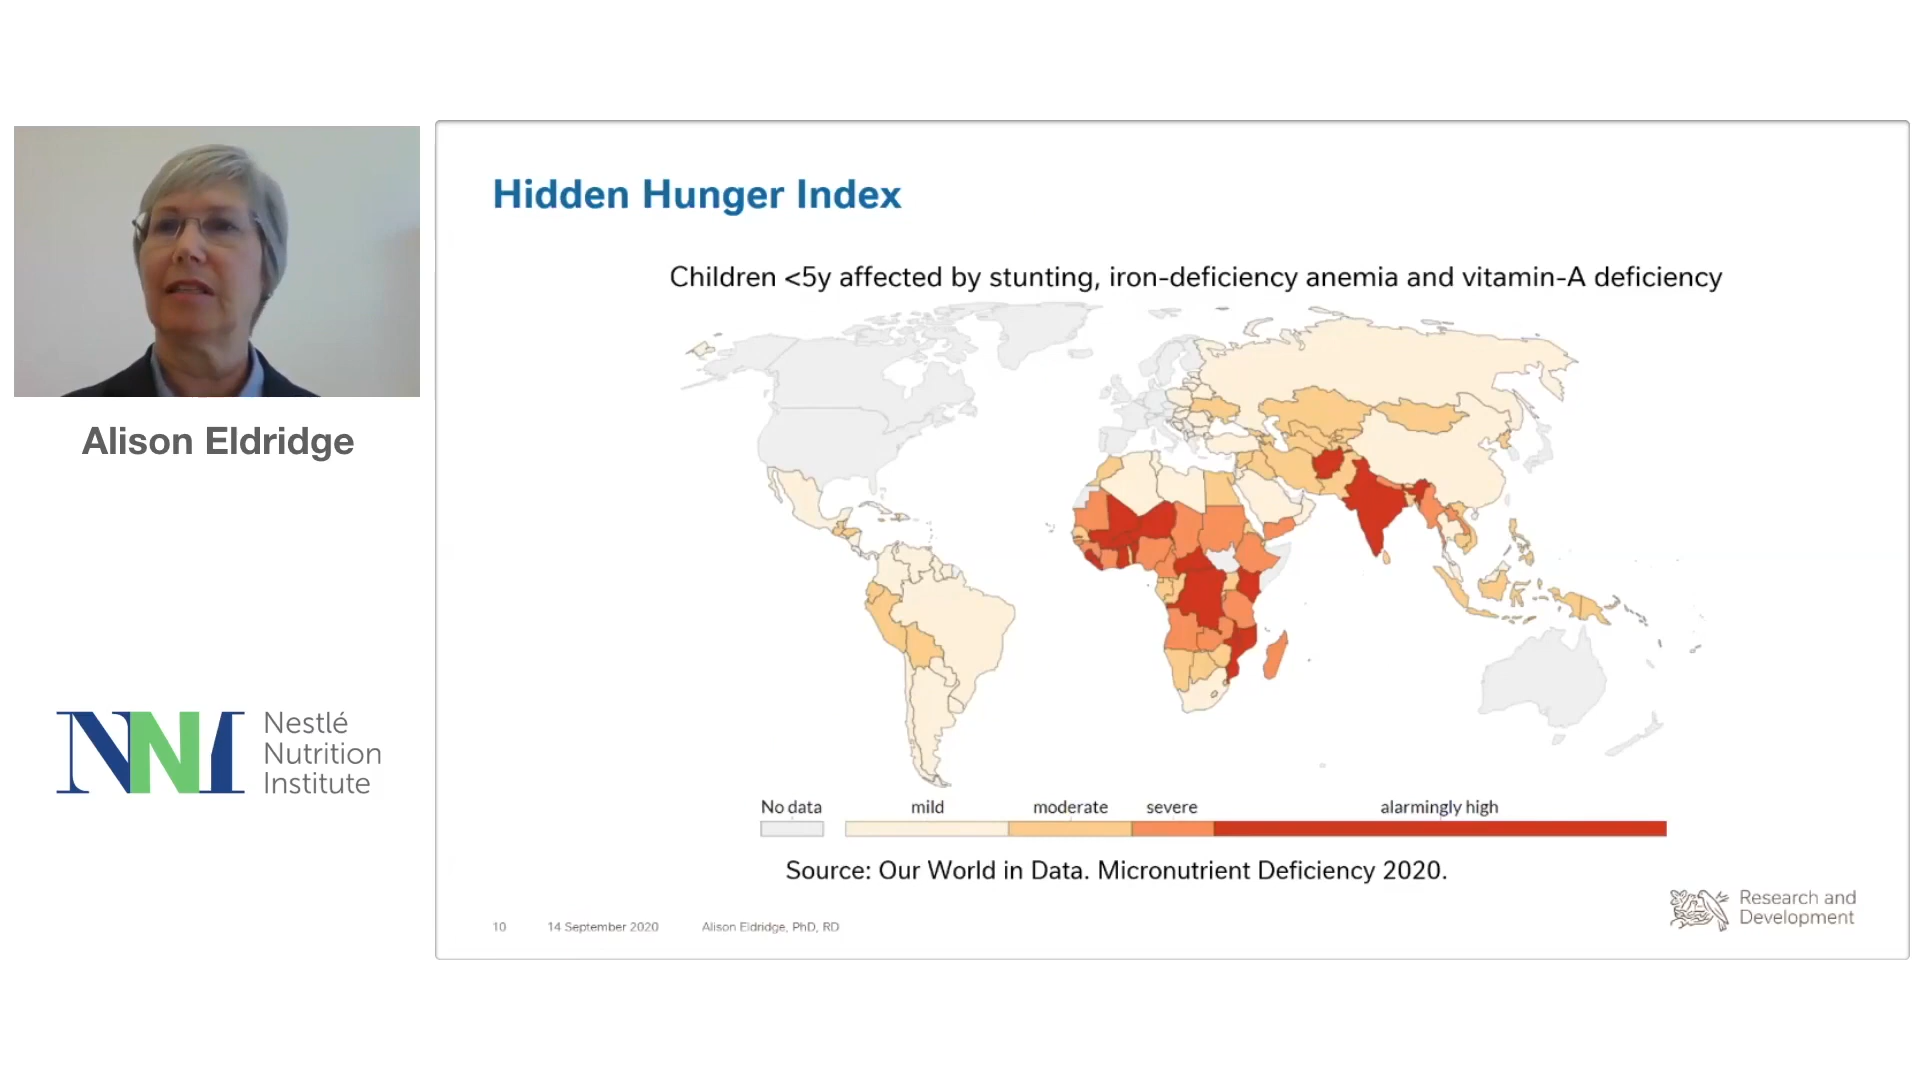 Alison Eldridge
NNI
Nestlé
Nutrition
Institute
Hidden Hunger Index
Children <5y affected by stunting, iron-deficiency anemia and vitamin-A deficiency
No data mild moderate severe alarmingly high
Source: Our World in Data. Micronutrient Deficiency 2020.
10 14 September 2020 Alison Eldridge, PhD, RD
Research and
Development